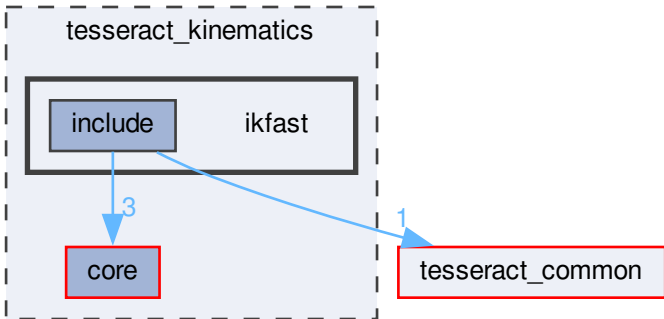 tesseract_kinematics
include
ikfast
3
1
core
tesseract_common